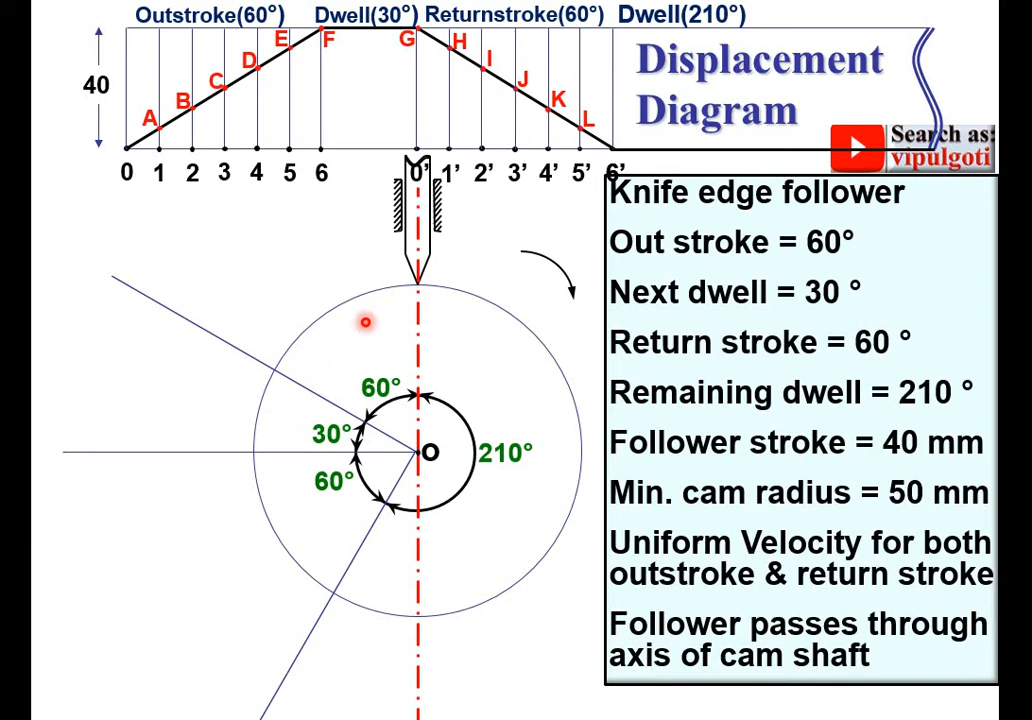 Outstroke(60°) Dwell(30°) Returnstroke(60°) Dwell(210°)
40
A B C D E F G H I J K L
0 1 2 3 4 5 6 0' 1' 2' 3' 4' 5' 6'
Displacement
Diagram
Search as:
vipulgoti
60°
30°
60°
O
210°
Knife edge follower
Out stroke = 60°
Next dwell = 30 °
Return stroke = 60 °
Remaining dwell = 210 °
Follower stroke = 40 mm
Min. cam radius = 50 mm
Uniform Velocity for both
outstroke & return stroke
Follower passes through
axis of cam shaft